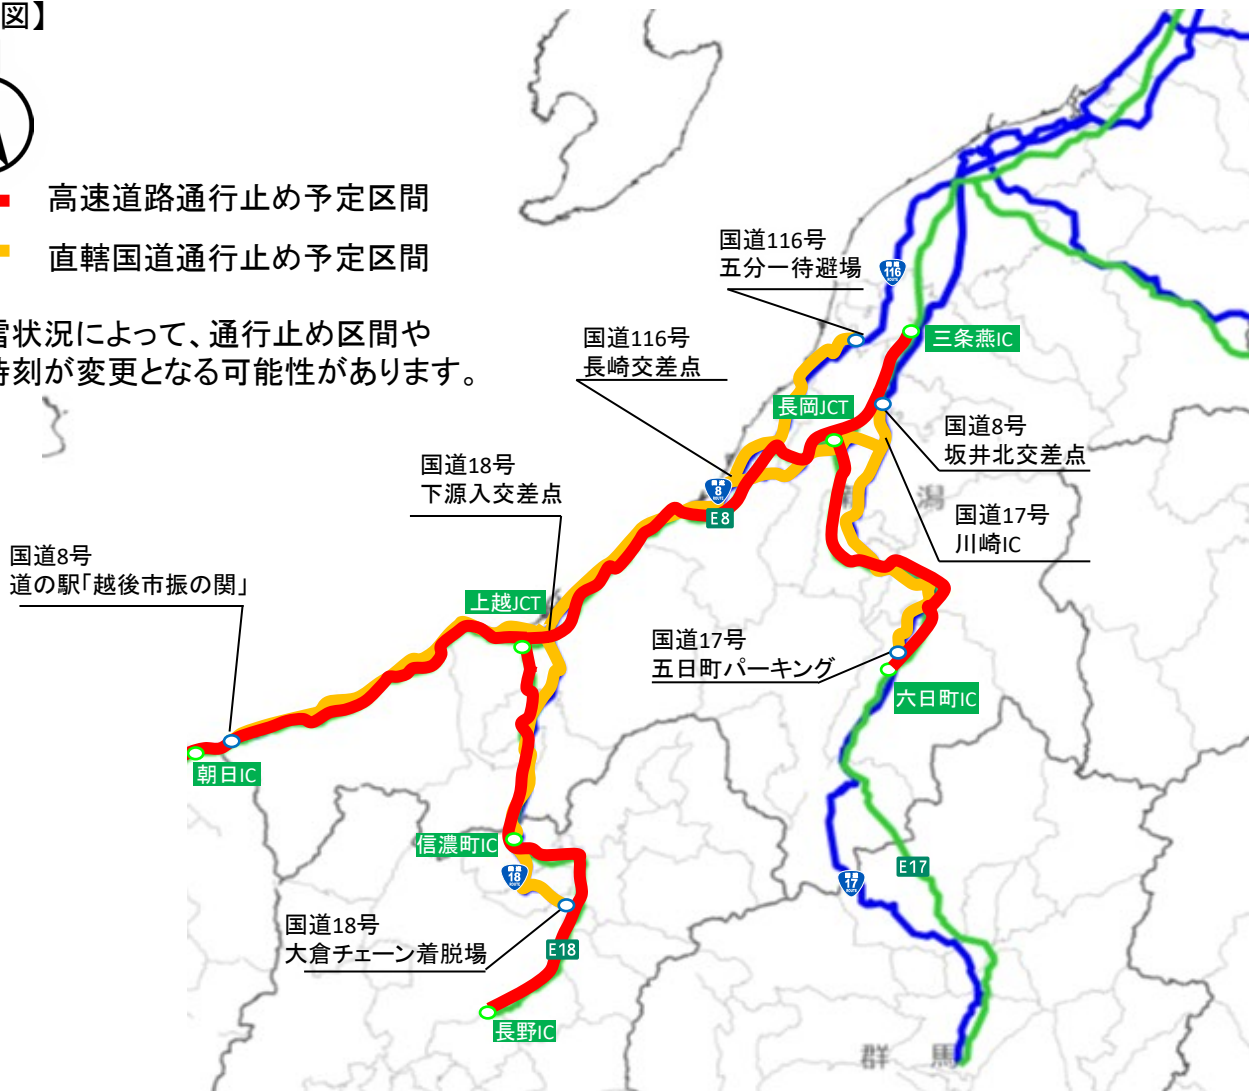 図】
高速道路通行止め予定区間
直轄国道通行止め予定区間
雪状況によって、通行止め区間や
時刻が変更となる可能性があります。
国道116号
五分一待避場
116
国道116号
長崎交差点
三条燕IC
長岡JCT
国道8号
坂井北交差点
国道18号
下源入交差点
8
E8
潟
国道17号
川崎IC
国道8号
道の駅「越後市振の関」
上越JCT
国道17号
五日町パーキング
六日町IC
朝日IC
信濃町IC
18
E17
17
国道18号
大倉チェーン着脱場
E18
長野IC
群 馬